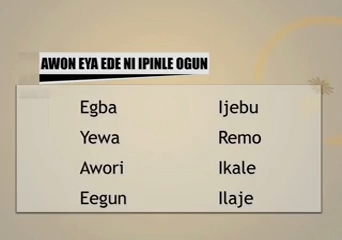 AWON EYA EDE NI IPINLE OGUN
Egba Ijebu
Yewa Remo
Awori Ikale
Eegun Ilaje